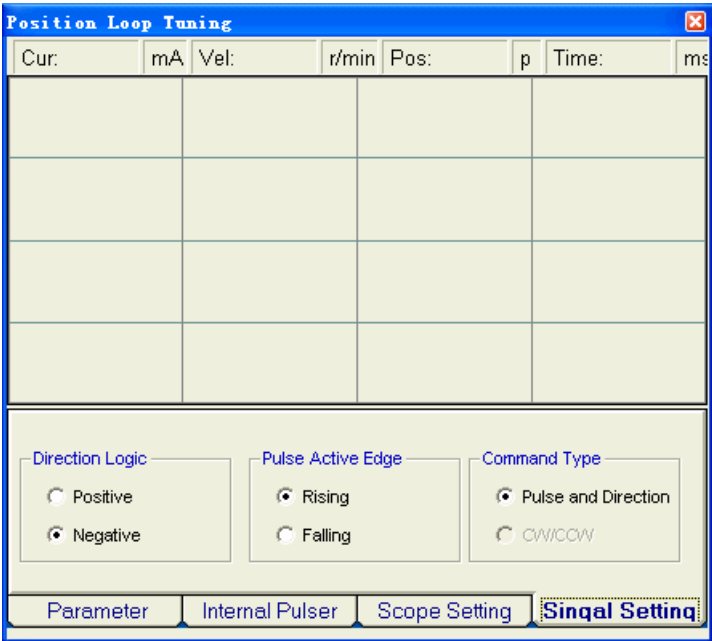 Position Loop Tuning
Cur: mA Vel: r/min Pos: p Time: ms
Direction Logic Pulse Active Edge Command Type
Positive Rising Pulse and Direction
Negative Falling CW/CCW
Parameter Internal Pulser Scope Setting Singal Setting